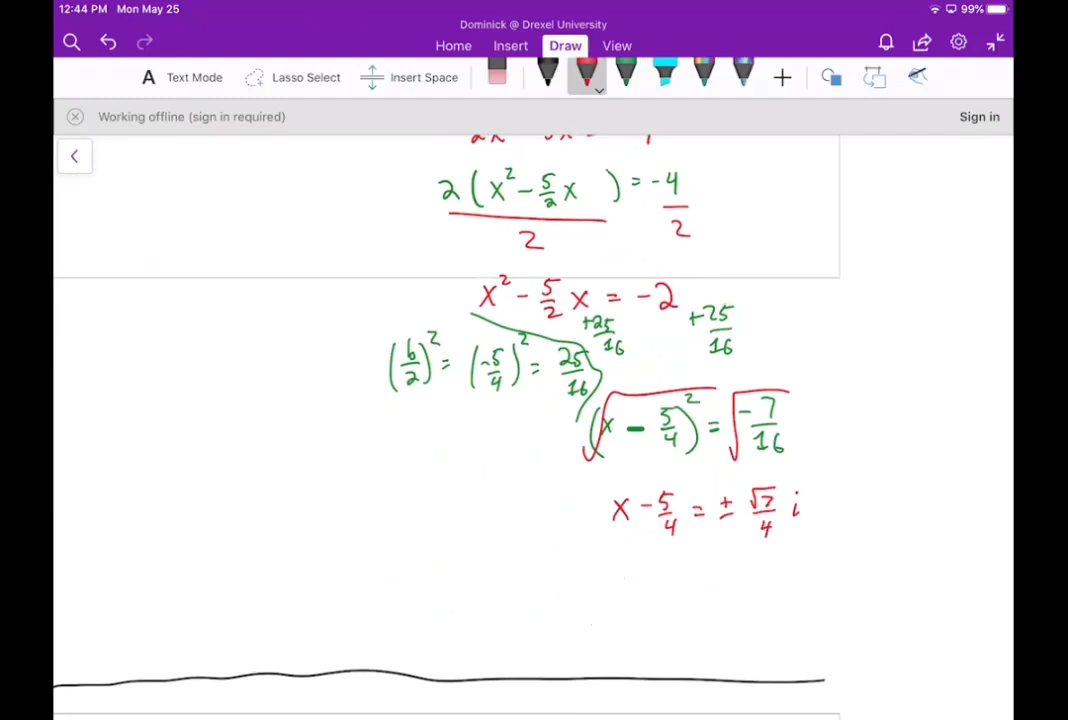 12:44 PM Mon May 25 99%
Dominick @ Drexel University
Home Insert Draw View
A Text Mode Lasso Select Insert Space
Working offline (sign in required) Sign in
2 ( x² - 5/2 x ) = -4
2 2
x² - 5/2 x = -2
+25/16 +25/16
(b/2)² = (-5/4)² = 25/16
√(x - 5/4)² = √-7/16
x - 5/4 = ± √7/4 i